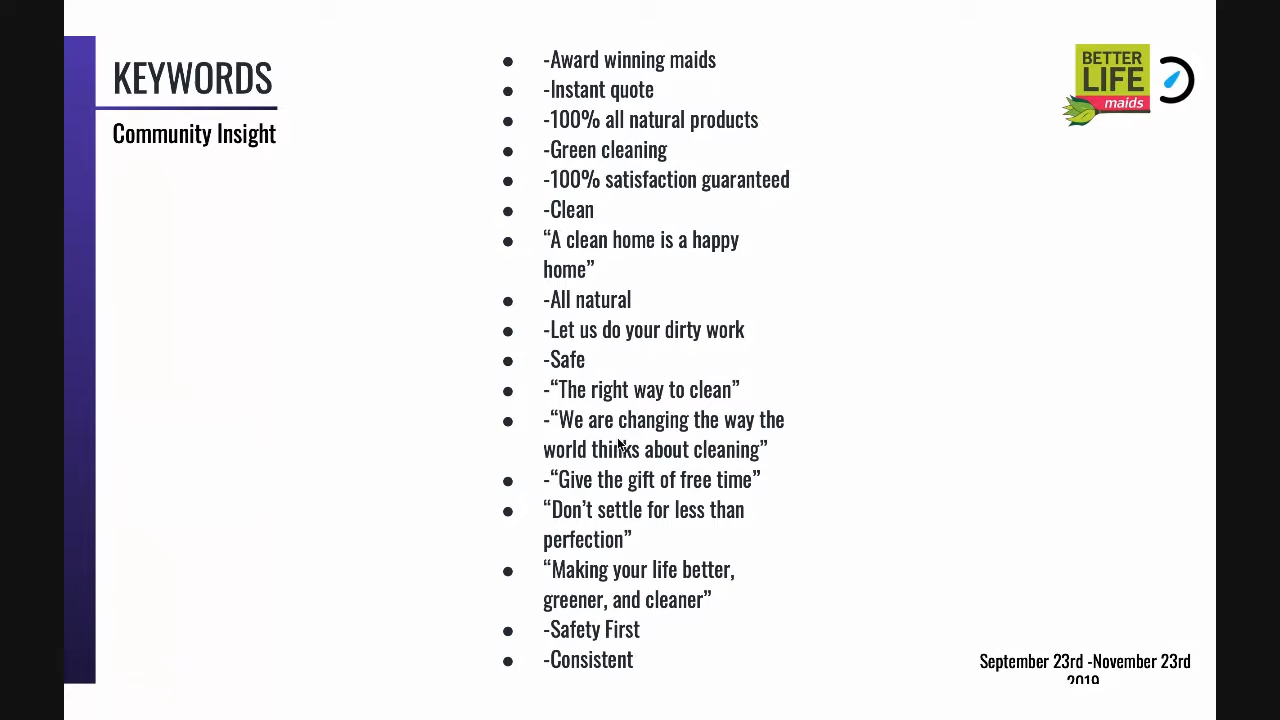 KEYWORDS
Community Insight
● -Award winning maids
● -Instant quote
● -100% all natural products
● -Green cleaning
● -100% satisfaction guaranteed
● -Clean
● “A clean home is a happy
home”
● -All natural
● -Let us do your dirty work
● -Safe
● -“The right way to clean”
● -“We are changing the way the
world thinks about cleaning”
● -“Give the gift of free time”
● “Don’t settle for less than
perfection”
● “Making your life better,
greener, and cleaner”
● -Safety First
● -Consistent
BETTER
LIFE
maids
September 23rd -November 23rd
2019